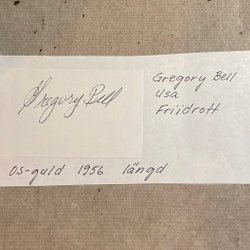 Gregory Bell
Gregory Bell
Usa
Friidrott
OS-guld 1956 längd